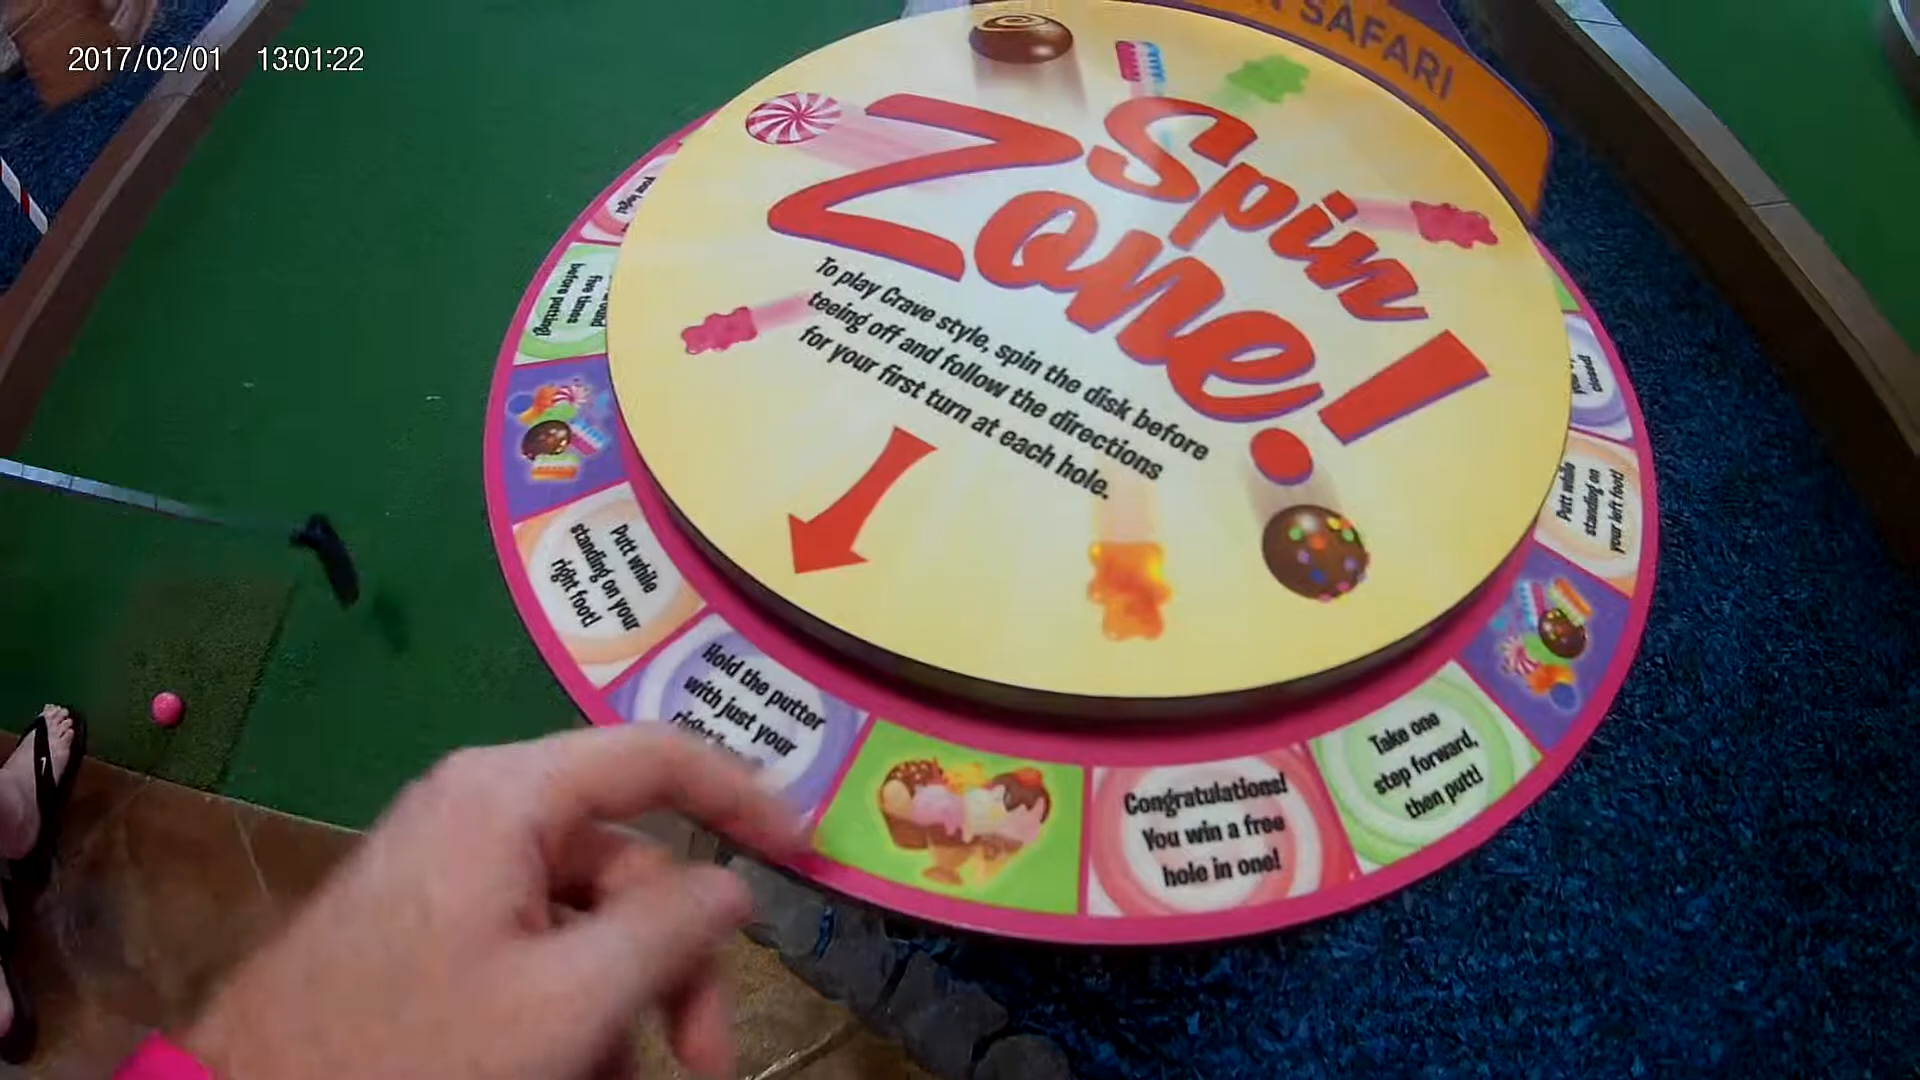 2017/02/01 13:01:22
SAFARI
Spin
Zone!
To play Crave style, spin the disk before
teeing off and follow the directions
for your first turn at each hole.
five times
before putting!
Putt while
standing on your
right foot!
Hold the putter
with just your
Congratulations!
You win a free
hole in one!
Take one
step forward,
then putt!
Putt while
standing on
your left foot!
closed!